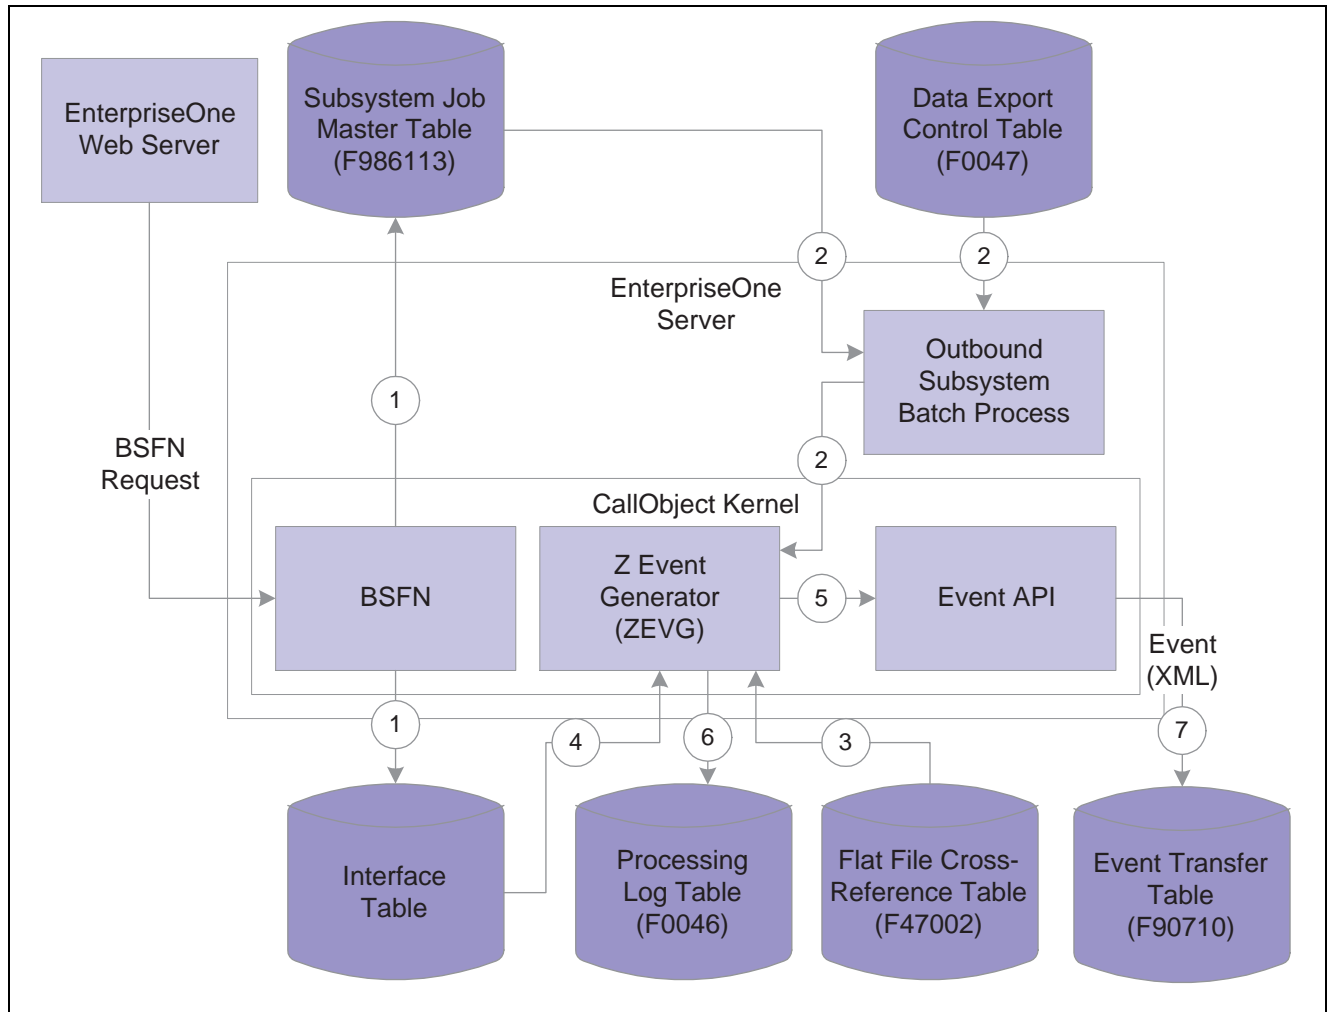 EnterpriseOne
Web Server
Subsystem Job
Master Table
(F986113)
Data Export
Control Table
(F0047)
2
2
EnterpriseOne
Server
Outbound
Subsystem
Batch Process
1
BSFN
Request
2
CallObject Kernel
BSFN
Z Event
Generator
(ZEVG)
5
Event API
Event
(XML)
1
4
6
3
7
Interface
Table
Processing
Log Table
(F0046)
Flat File Cross-
Reference Table
(F47002)
Event Transfer
Table
(F90710)